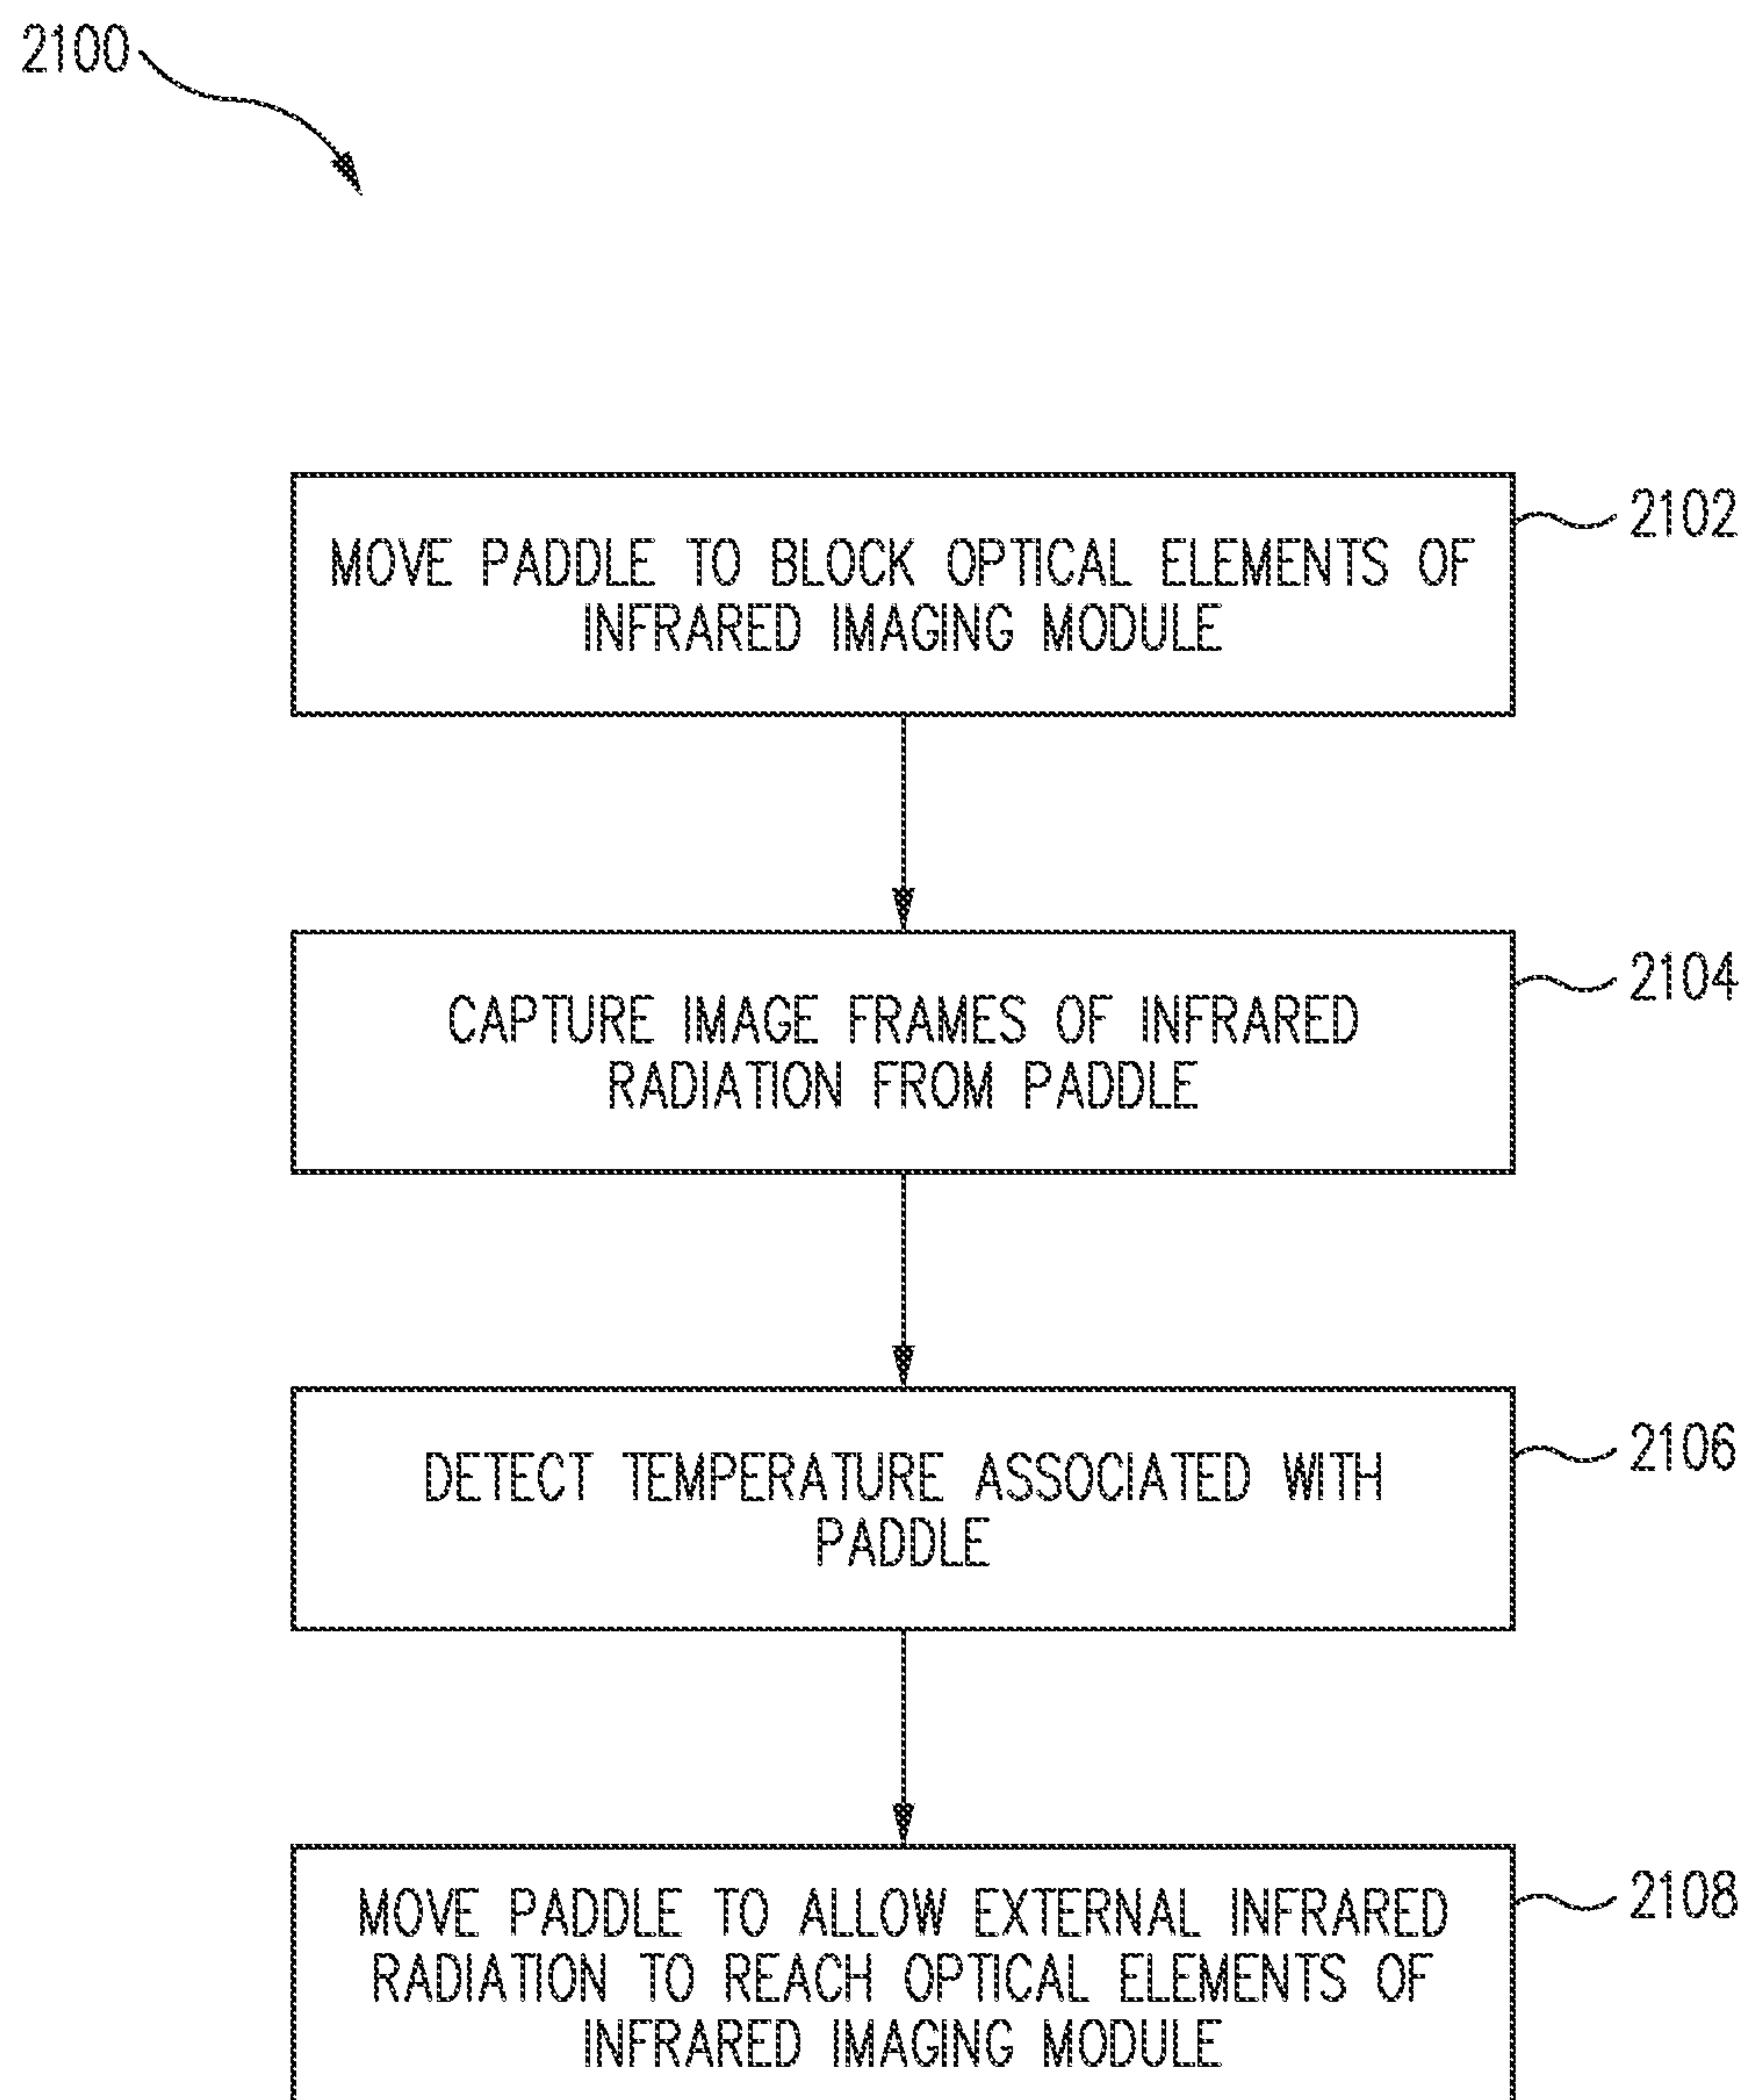 2100
MOVE PADDLE TO BLOCK OPTICAL ELEMENTS OF
INFRARED IMAGING MODULE
2102
CAPTURE IMAGE FRAMES OF INFRARED
RADIATION FROM PADDLE
2104
DETECT TEMPERATURE ASSOCIATED WITH
PADDLE
2106
MOVE PADDLE TO ALLOW EXTERNAL INFRARED
RADIATION TO REACH OPTICAL ELEMENTS OF
INFRARED IMAGING MODULE
2108